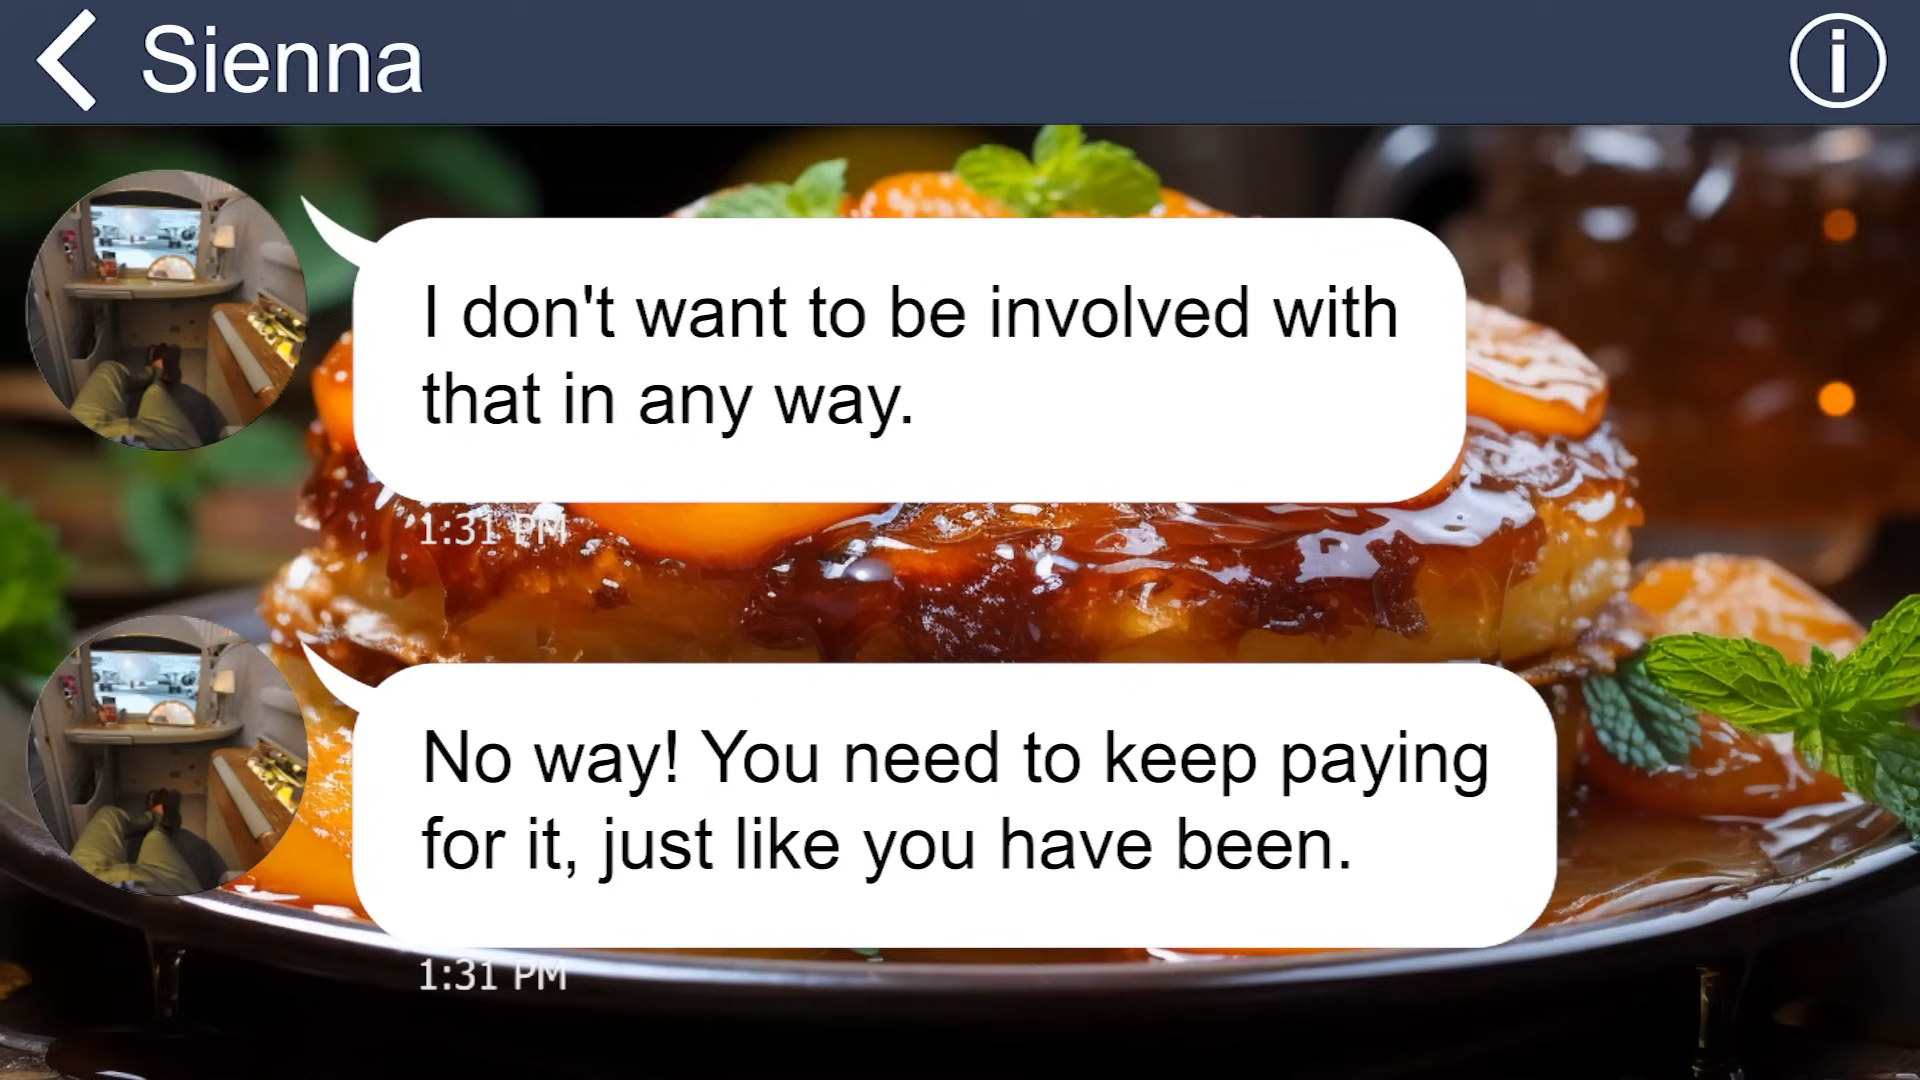 Sienna
I don't want to be involved with
that in any way.
1:31 PM
No way! You need to keep paying
for it, just like you have been.
1:31 PM